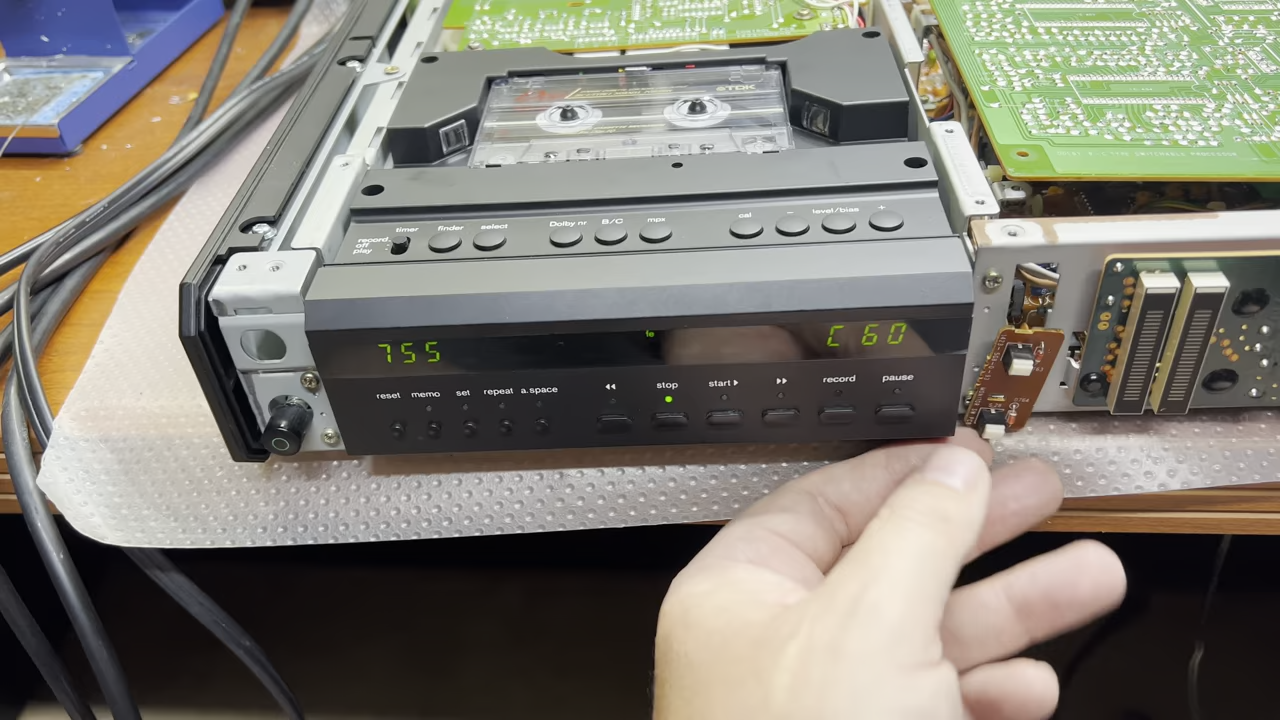 TDK
timer finder select Dolby nr B/C mpx cal − level/bias +
record
off
play
755 fe C 60
reset memo set repeat a.space ◀◀ stop start ▶ ▶▶ record pause